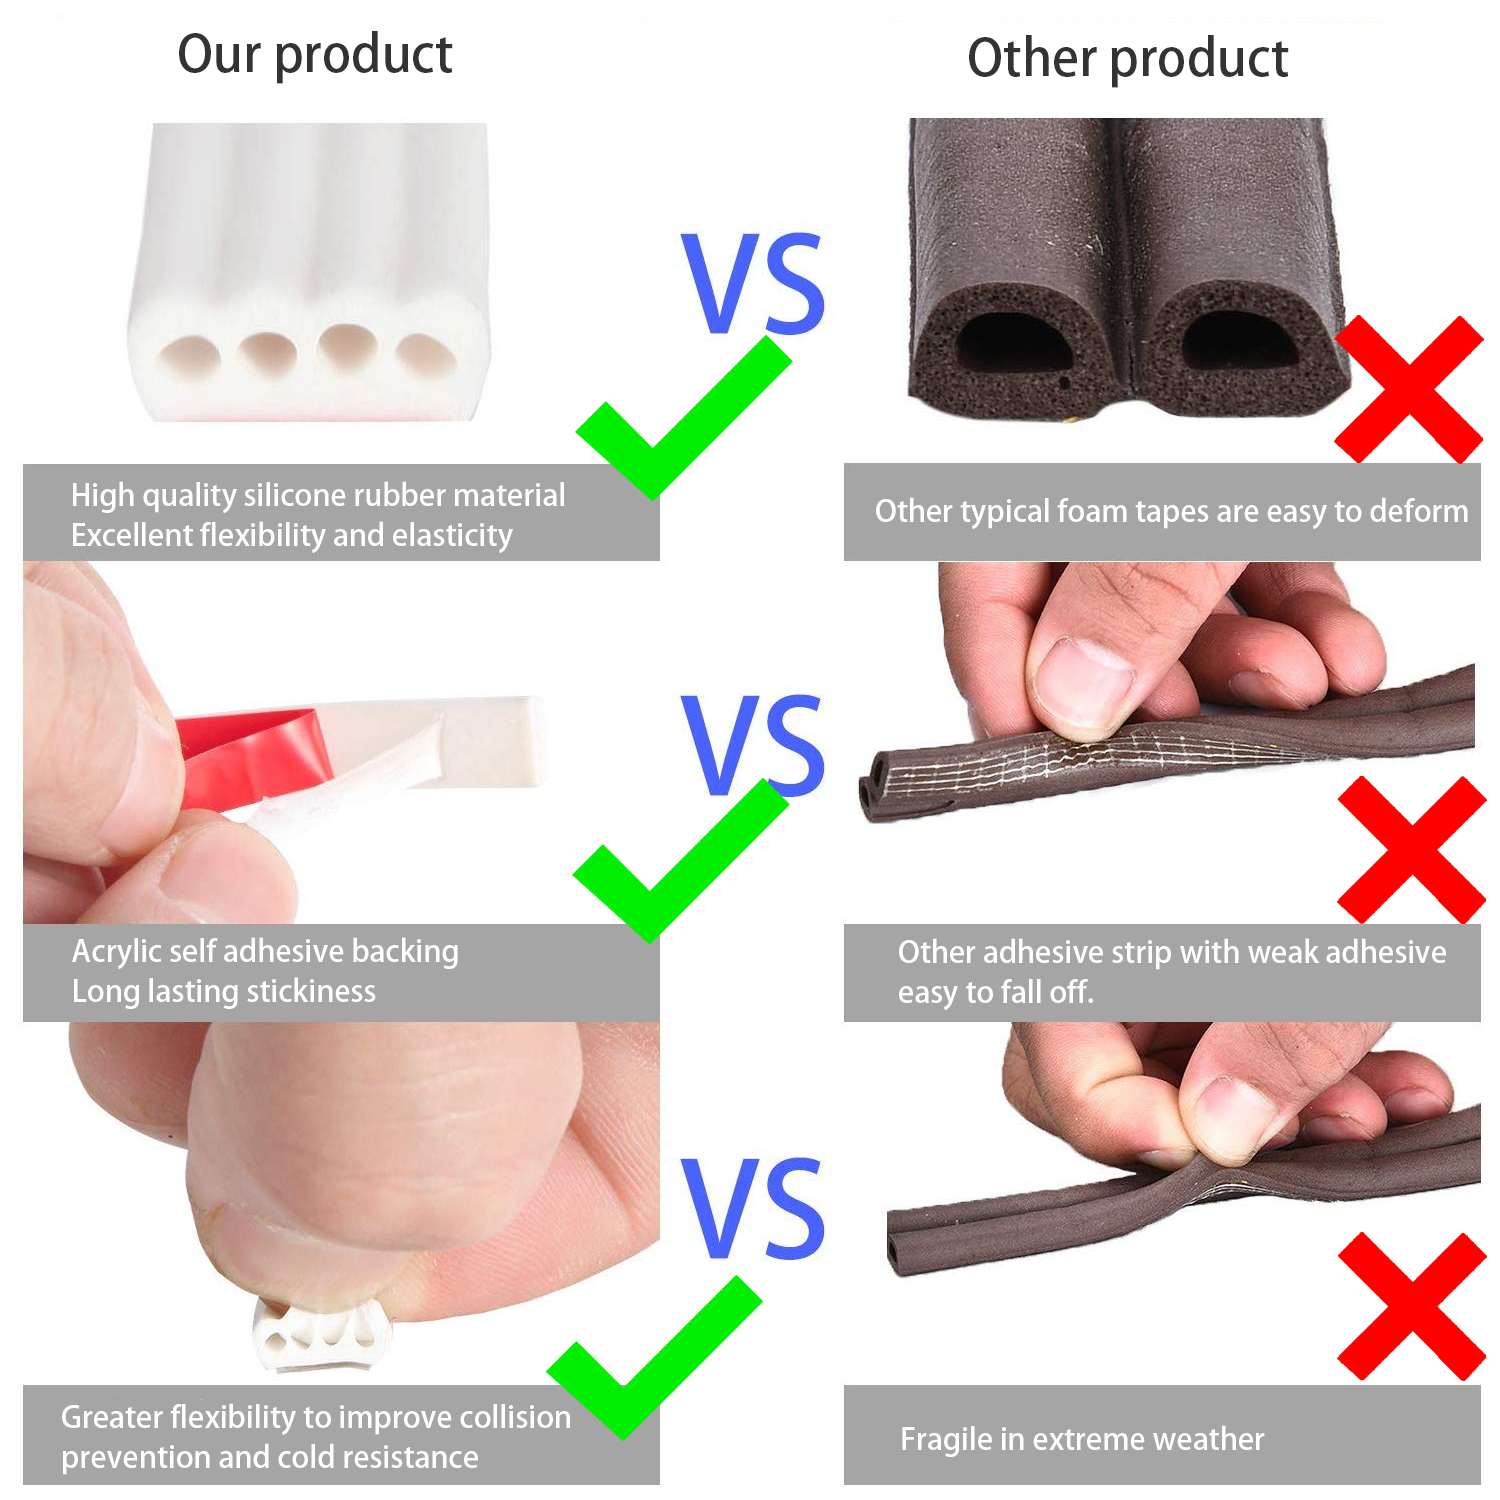 Our product
Other product
VS
High quality silicone rubber material
Excellent flexibility and elasticity
Other typical foam tapes are easy to deform
VS
Acrylic self adhesive backing
Long lasting stickiness
Other adhesive strip with weak adhesive
easy to fall off.
VS
Greater flexibility to improve collision
prevention and cold resistance
Fragile in extreme weather